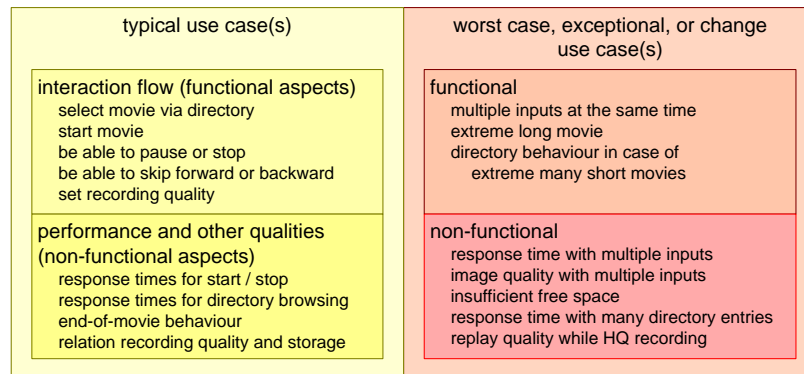 typical use case(s)
interaction flow (functional aspects)
select movie via directory
start movie
be able to pause or stop
be able to skip forward or backward
set recording quality
performance and other qualities
(non-functional aspects)
response times for start / stop
response times for directory browsing
end-of-movie behaviour
relation recording quality and storage
worst case, exceptional, or change
use case(s)
functional
multiple inputs at the same time
extreme long movie
directory behaviour in case of
extreme many short movies
non-functional
response time with multiple inputs
image quality with multiple inputs
insufficient free space
response time with many directory entries
replay quality while HQ recording